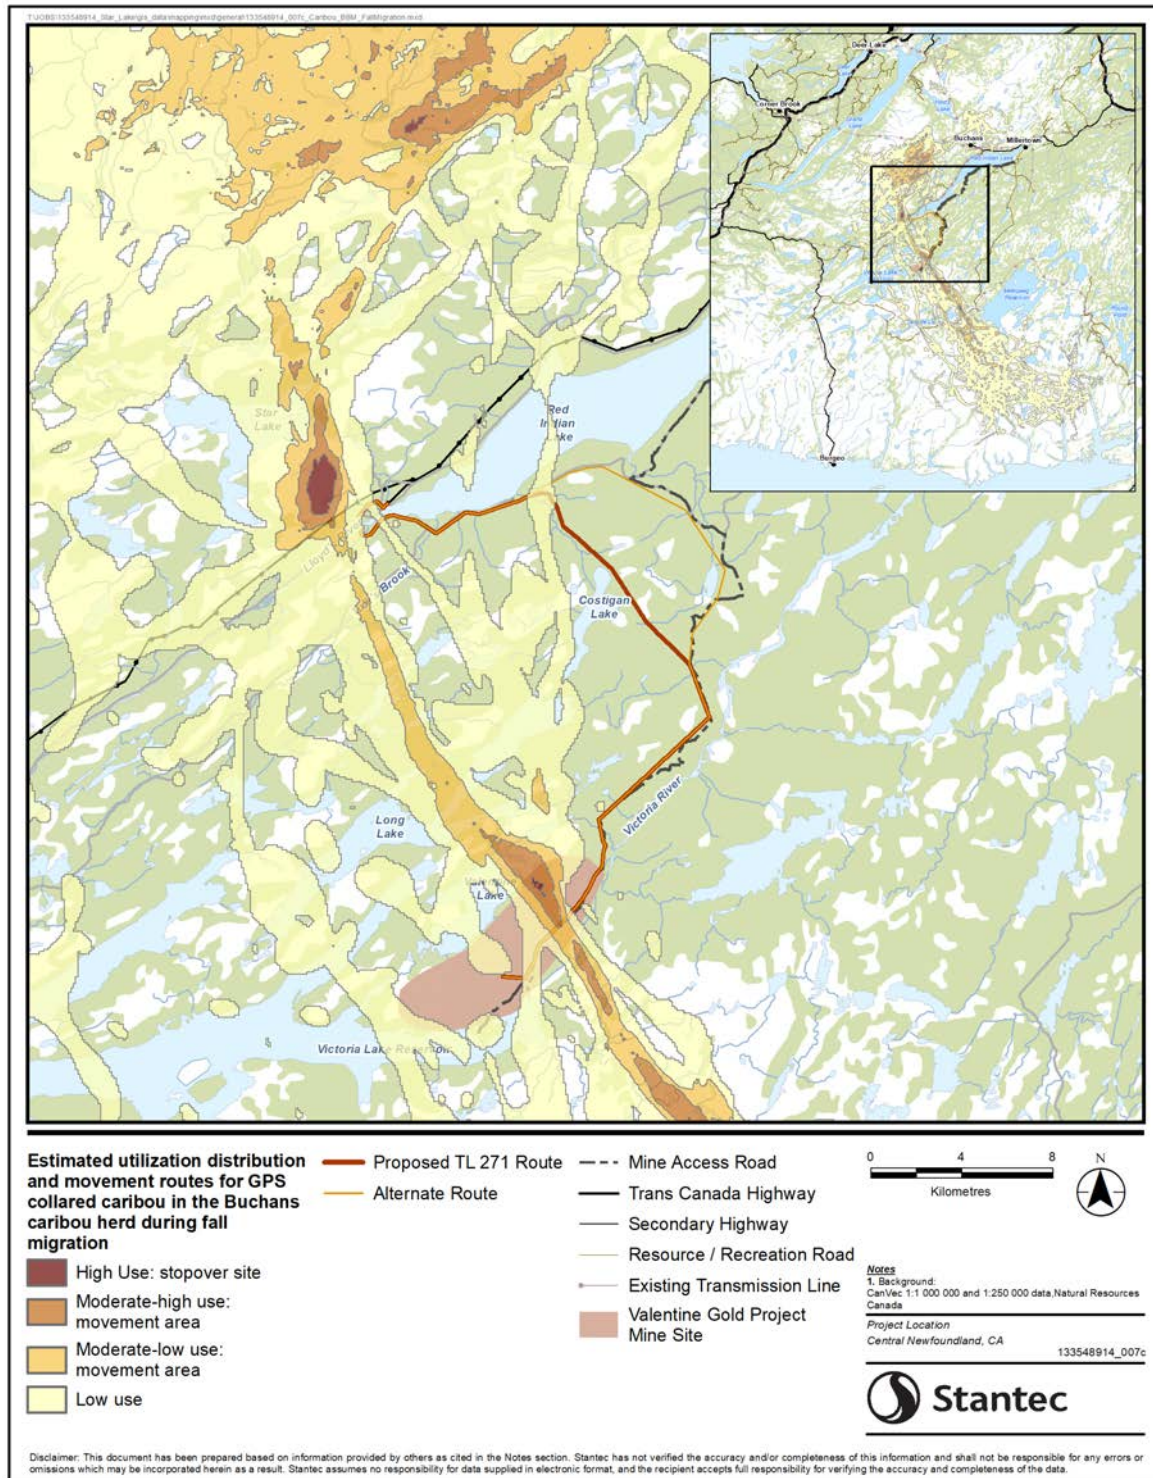 Deer Lake
Corner Brook
Buchans
Millertown
Burgeo
Star
Lake
Red
Indian
Lake
Lloyd
Brook
Costigan
Lake
Long
Lake
Victoria River
Lake
Victoria Lake Reservoir
Estimated utilization distribution
and movement routes for GPS
collared caribou in the Buchans
caribou herd during fall
migration
High Use: stopover site
Moderate-high use:
movement area
Moderate-low use:
movement area
Low use
Proposed TL 271 Route
Alternate Route
Mine Access Road
Trans Canada Highway
Secondary Highway
Resource / Recreation Road
Existing Transmission Line
Valentine Gold Project
Mine Site
0 4 8
Kilometres
N
Notes
1. Background:
CanVec 1:1 000 000 and 1:250 000 data,Natural Resources
Canada
Project Location
Central Newfoundland, CA
133548914_007c
Stantec
Disclaimer: This document has been prepared based on information provided by others as cited in the Notes section. Stantec has not verified the accuracy and/or completeness of this information and shall not be responsible for any errors or
omissions which may be incorporated herein as a result. Stantec assumes no responsibility for data supplied in electronic format, and the recipient accepts full responsibility for verifying the accuracy and completeness of the data.